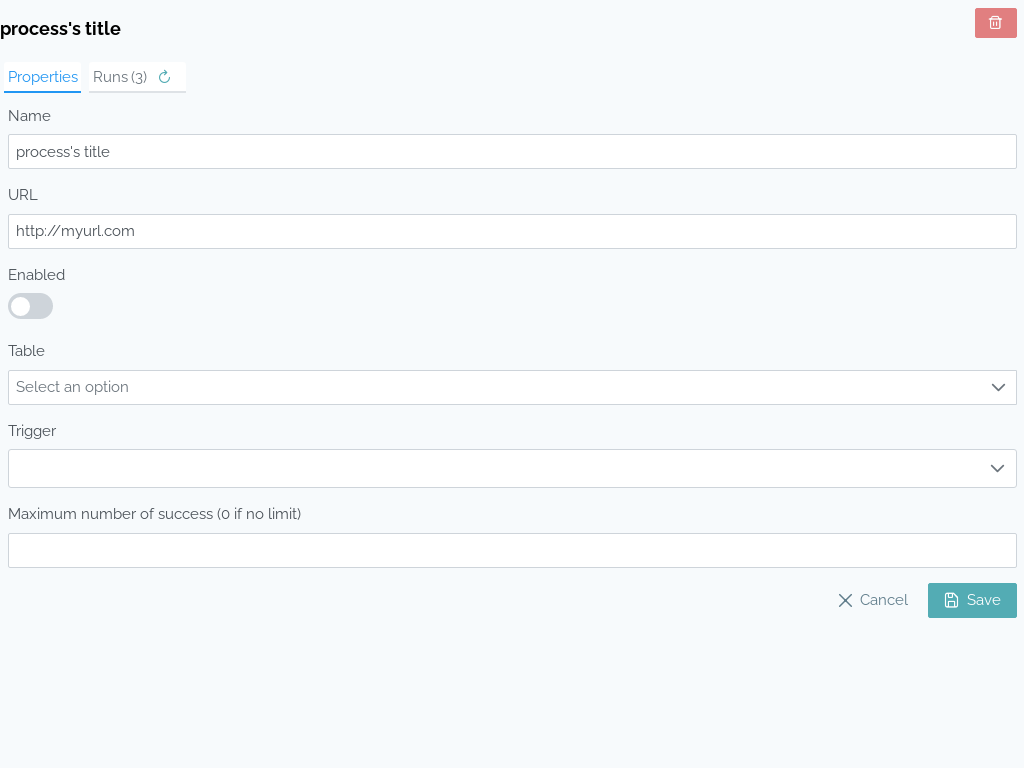 process's title
Properties
Runs (3)
Name
process's title
URL
http://myurl.com
Enabled
Table
Select an option
Trigger
Maximum number of success (0 if no limit)
Cancel
Save